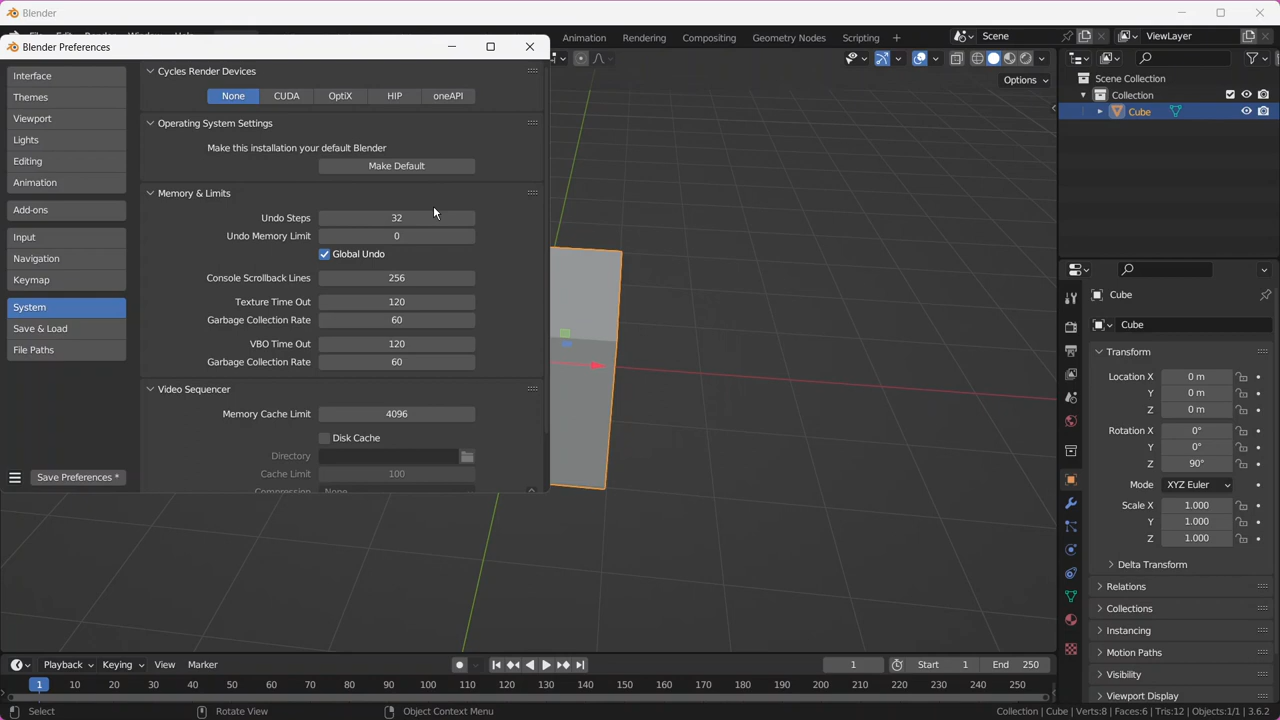 Blender
Animation Rendering Compositing Geometry Nodes Scripting + Scene ViewLayer
Blender Preferences
Options
Interface
Themes
Viewport
Lights
Editing
Animation
Add-ons
Input
Navigation
Keymap
System
Save & Load
File Paths
Save Preferences *
Cycles Render Devices
None CUDA OptiX HIP oneAPI
Operating System Settings
Make this installation your default Blender
Make Default
Memory & Limits
Undo Steps 32
Undo Memory Limit 0
Global Undo
Console Scrollback Lines 256
Texture Time Out 120
Garbage Collection Rate 60
VBO Time Out 120
Garbage Collection Rate 60
Video Sequencer
Memory Cache Limit 4096
Disk Cache
Directory
Cache Limit 100
Compression None
Scene Collection
Collection
Cube
Cube
Cube
Transform
Location X 0 m
Y 0 m
Z 0 m
Rotation X 0°
Y 0°
Z 90°
Mode XYZ Euler
Scale X 1.000
Y 1.000
Z 1.000
Delta Transform
Relations
Collections
Instancing
Motion Paths
Visibility
Viewport Display
Playback Keying View Marker 1 Start 1 End 250
1 10 20 30 40 50 60 70 80 90 100 110 120 130 140 150 160 170 180 190 200 210 220 230 240 250
Select Rotate View Object Context Menu Collection | Cube | Verts:8 | Faces:6 | Tris:12 | Objects:1/1 | 3.6.2